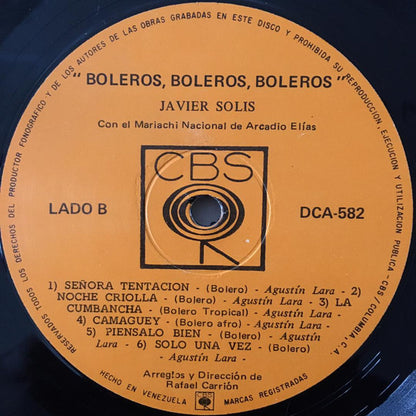 RESERVADOS TODOS LOS DERECHOS DEL PRODUCTOR FONOGRAFICO Y DE LOS AUTORES DE LAS OBRAS GRABADAS EN ESTE DISCO Y PROHIBIDA SU REPRODUCCION, EJECUCION Y UTILIZACION PUBLICA - CBS / COLUMBIA C.A.
"BOLEROS, BOLEROS, BOLEROS"
JAVIER SOLIS
Con el Mariachi Nacional de Arcadio Elías
CBS
LADO B
DCA-582
1) SEÑORA TENTACION - (Bolero) - Agustín Lara - 2)
NOCHE CRIOLLA - (Bolero) - Agustín Lara - 3) LA
CUMBANCHA - (Bolero Tropical) - Agustín Lara -
4) CAMAGUEY - (Bolero afro) - Agustín Lara -
5) PIENSALO BIEN - (Bolero) - Agustín
Lara - 6) SOLO UNA VEZ - (Bolero)
- Agustín Lara -
Arreglos y Dirección de
Rafael Carrión
HECHO EN VENEZUELA
MARCAS REGISTRADAS